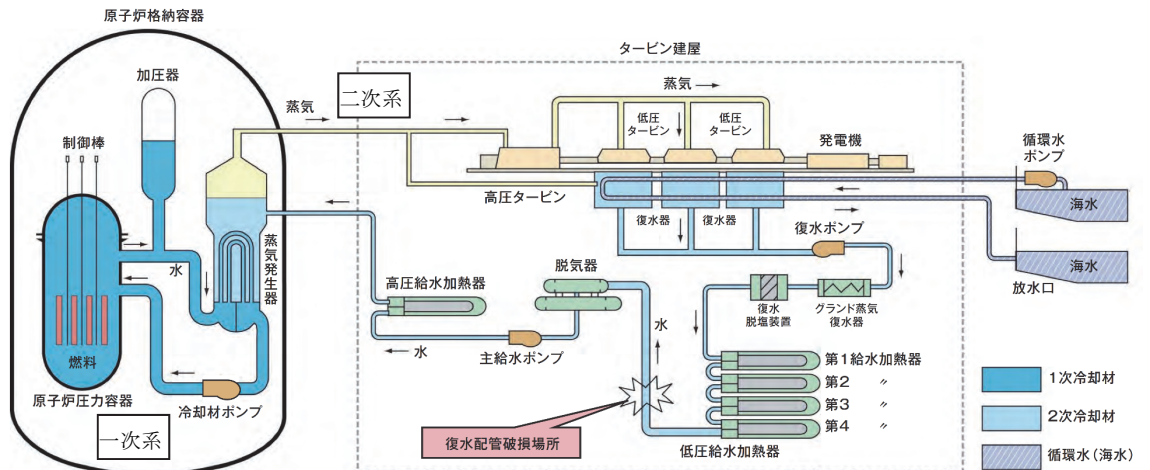 原子炉格納容器
加圧器
制御棒
水
蒸気発生器
燃料
原子炉圧力容器
冷却材ポンプ
一次系
蒸気
二次系
タービン建屋
蒸気
低圧
タービン
低圧
タービン
発電機
高圧タービン
復水器
復水器
復水ポンプ
循環水
ポンプ
海水
海水
放水口
高圧給水加熱器
脱気器
水
主給水ポンプ
水
復水
脱塩装置
グランド蒸気
復水器
第1給水加熱器
第2 〃
第3 〃
第4 〃
低圧給水加熱器
復水配管破損場所
1次冷却材
2次冷却材
循環水(海水)